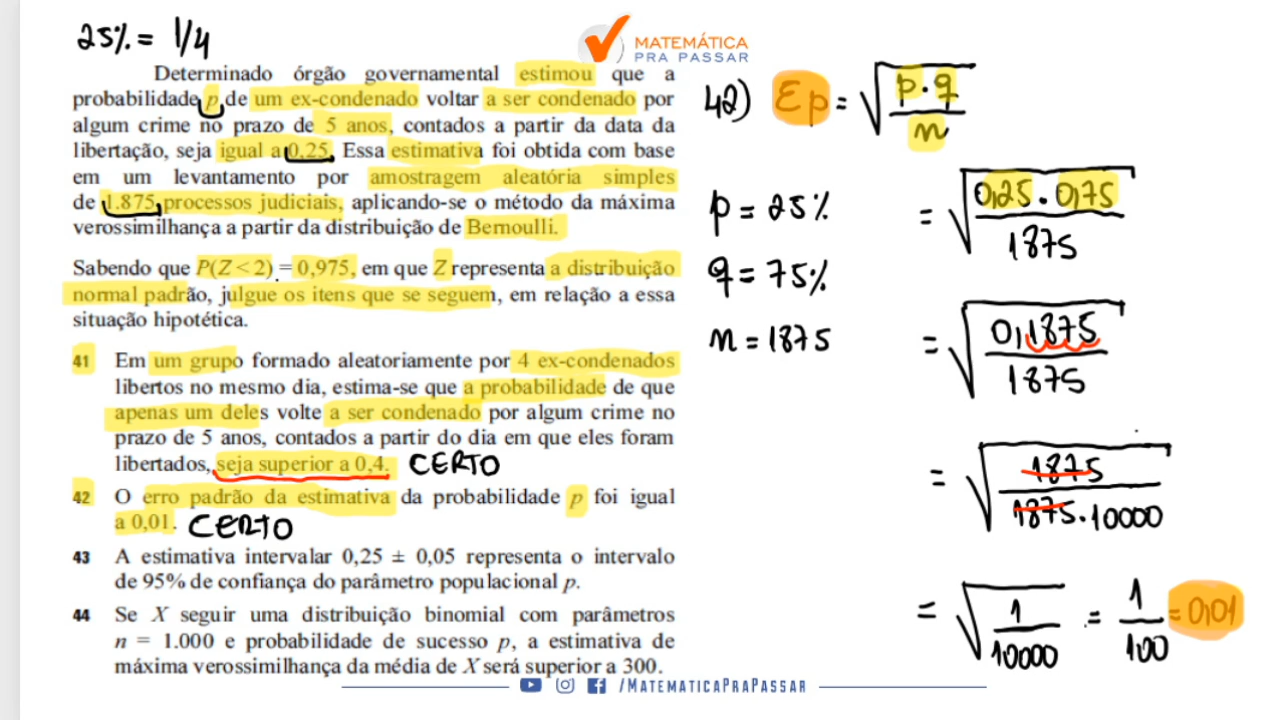 25% = 1/4
MATEMÁTICA
PRA PASSAR
Determinado órgão governamental estimou que a
probabilidade p de um ex-condenado voltar a ser condenado por
algum crime no prazo de 5 anos, contados a partir da data da
libertação, seja igual a 0,25. Essa estimativa foi obtida com base
em um levantamento por amostragem aleatória simples
de 1.875 processos judiciais, aplicando-se o método da máxima
verossimilhança a partir da distribuição de Bernoulli.
Sabendo que P(Z < 2) = 0,975, em que Z representa a distribuição
normal padrão, julgue os itens que se seguem, em relação a essa
situação hipotética.
41 Em um grupo formado aleatoriamente por 4 ex-condenados
libertos no mesmo dia, estima-se que a probabilidade de que
apenas um deles volte a ser condenado por algum crime no
prazo de 5 anos, contados a partir do dia em que eles foram
libertados, seja superior a 0,4. CERTO
42 O erro padrão da estimativa da probabilidade p foi igual
a 0,01. CERTO
43 A estimativa intervalar 0,25 ± 0,05 representa o intervalo
de 95% de confiança do parâmetro populacional p.
44 Se X seguir uma distribuição binomial com parâmetros
n = 1.000 e probabilidade de sucesso p, a estimativa de
máxima verossimilhança da média de X será superior a 300.
42) Ep = √(p.q / n)
p = 25%
q = 75%
n = 1875
= √(0,25 . 0,75 / 1875)
= √(0,1875 / 1875)
= √(1875 / 1875.10000)
= √(1 / 10000) = 1 / 100 = 0,01
/MATEMATICAPRAPASSAR